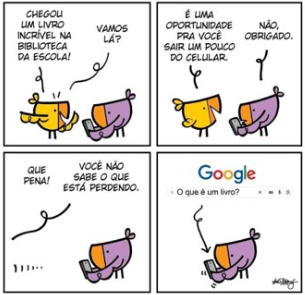 CHEGOU
UM LIVRO
INCRÍVEL NA
BIBLIOTECA
DA ESCOLA!
VAMOS
LÁ?
É UMA
OPORTUNIDADE
PRA VOCÊ
SAIR UM POUCO
DO CELULAR.
NÃO,
OBRIGADO.
QUE
PENA!
VOCÊ NÃO
SABE O QUE
ESTÁ PERDENDO.
Google
O que é um livro?